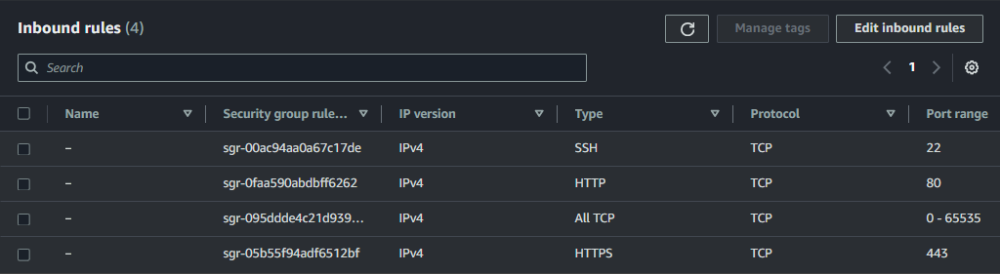 Inbound rules (4)
Manage tags
Edit inbound rules
Search
1
Name Security group rule... IP version Type Protocol Port range
– sgr-00ac94aa0a67c17de IPv4 SSH TCP 22
– sgr-0faa590abdbff6262 IPv4 HTTP TCP 80
– sgr-095ddde4c21d939... IPv4 All TCP TCP 0 - 65535
– sgr-05b55f94adf6512bf IPv4 HTTPS TCP 443